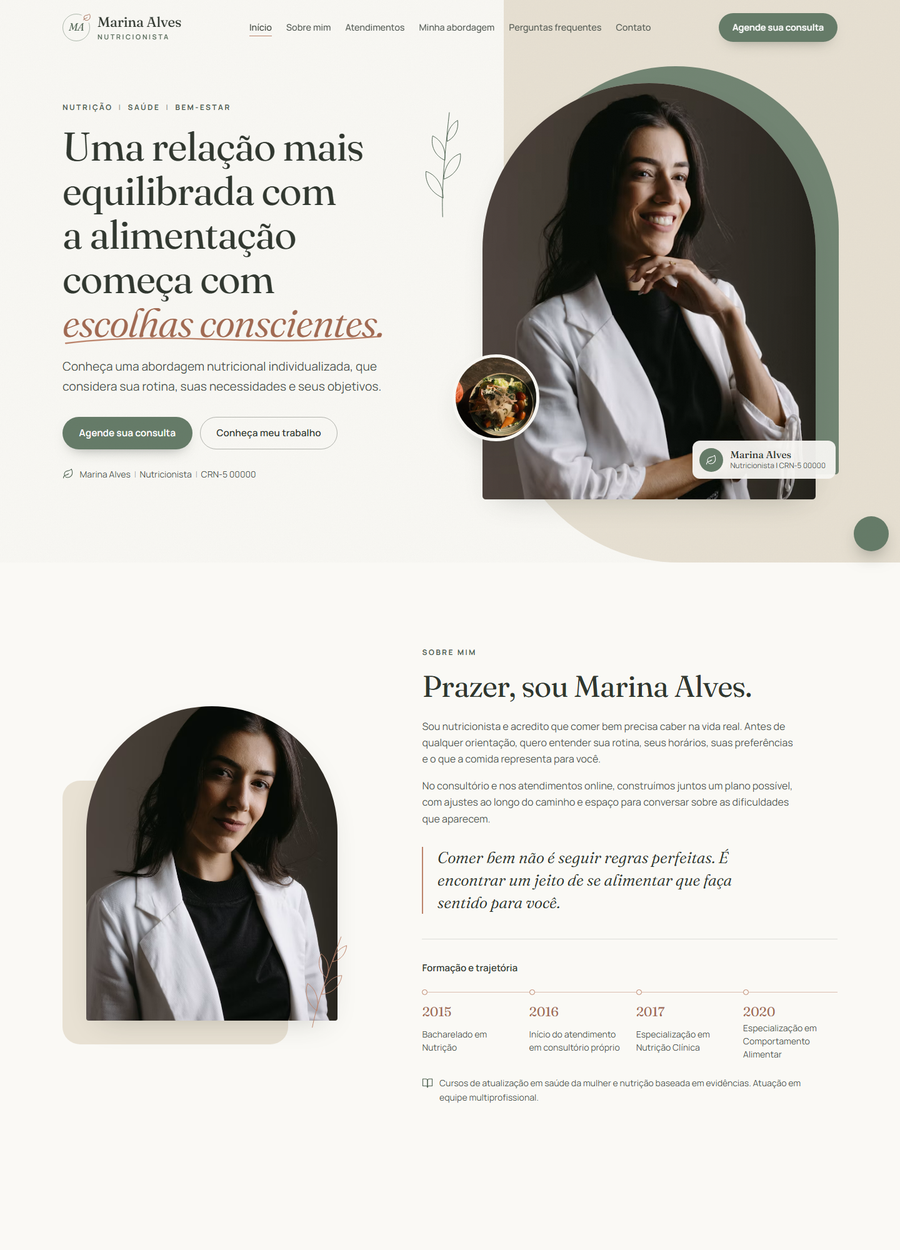 MA
Marina Alves
NUTRICIONISTA
Início Sobre mim Atendimentos Minha abordagem Perguntas frequentes Contato
Agende sua consulta
NUTRIÇÃO | SAÚDE | BEM-ESTAR
Uma relação mais
equilibrada com
a alimentação
começa com
escolhas conscientes.
Conheça uma abordagem nutricional individualizada, que
considera sua rotina, suas necessidades e seus objetivos.
Agende sua consulta
Conheça meu trabalho
Marina Alves | Nutricionista | CRN-5 00000
Marina Alves
Nutricionista | CRN-5 00000
SOBRE MIM
Prazer, sou Marina Alves.
Sou nutricionista e acredito que comer bem precisa caber na vida real. Antes de
qualquer orientação, quero entender sua rotina, seus horários, suas preferências
e o que a comida representa para você.
No consultório e nos atendimentos online, construímos juntos um plano possível,
com ajustes ao longo do caminho e espaço para conversar sobre as dificuldades
que aparecem.
Comer bem não é seguir regras perfeitas. É
encontrar um jeito de se alimentar que faça
sentido para você.
Formação e trajetória
2015
Bacharelado em
Nutrição
2016
Início do atendimento
em consultório próprio
2017
Especialização em
Nutrição Clínica
2020
Especialização em
Comportamento
Alimentar
Cursos de atualização em saúde da mulher e nutrição baseada em evidências. Atuação em
equipe multiprofissional.